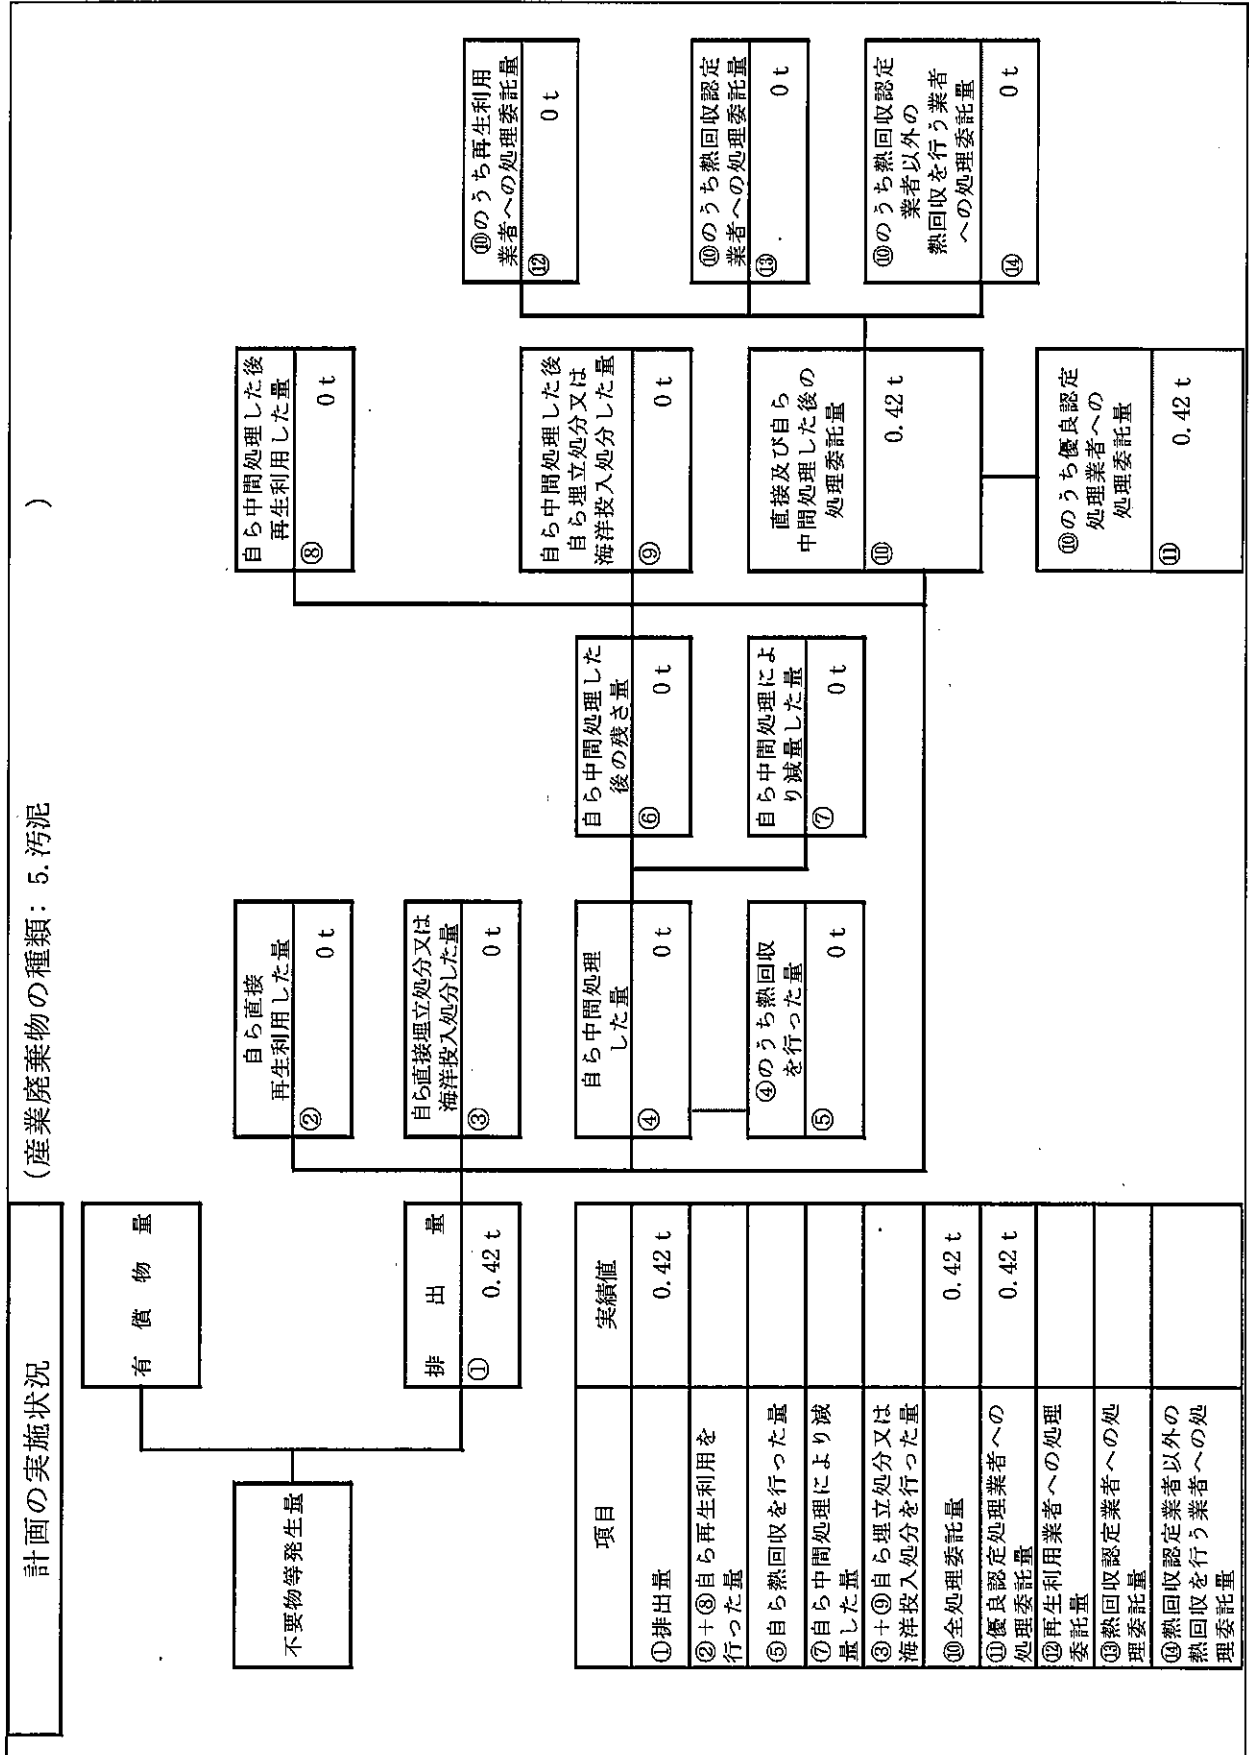 計画の実施状況
(産業廃棄物の種類: 5.汚泥 )
不要物等発生量
有償物量
排出量
① 0.42 t
自ら直接
再生利用した量
② 0 t
自ら直接埋立処分又は
海洋投入処分した量
③ 0 t
自ら中間処理
した量
④ 0 t
④のうち熱回収
を行った量
⑤ 0 t
自ら中間処理した
後の残さ量
⑥ 0 t
自ら中間処理によ
り減量した量
⑦ 0 t
自ら中間処理した後
再生利用した量
⑧ 0 t
自ら中間処理した後
自ら埋立処分又は
海洋投入処分した量
⑨ 0 t
直接及び自ら
中間処理した後の
処理委託量
⑩ 0.42 t
⑩のうち優良認定
処理業者への
処理委託量
⑪ 0.42 t
⑩のうち再生利用
業者への処理委託量
⑫ 0 t
⑩のうち熱回収認定
業者への処理委託量
⑬ 0 t
⑩のうち熱回収認定
業者以外の
熱回収を行う業者
への処理委託量
⑭ 0 t
項目 実績値
①排出量 0.42 t
②+⑧自ら再生利用を
行った量
⑤自ら熱回収を行った量
⑦自ら中間処理により減
量した量
③+⑨自ら埋立処分又は
海洋投入処分を行った量
⑩全処理委託量 0.42 t
⑪優良認定処理業者への
処理委託量 0.42 t
⑫再生利用業者への処理
委託量
⑬熱回収認定業者への処
理委託量
⑭熱回収認定業者以外の
熱回収を行う業者への処
理委託量